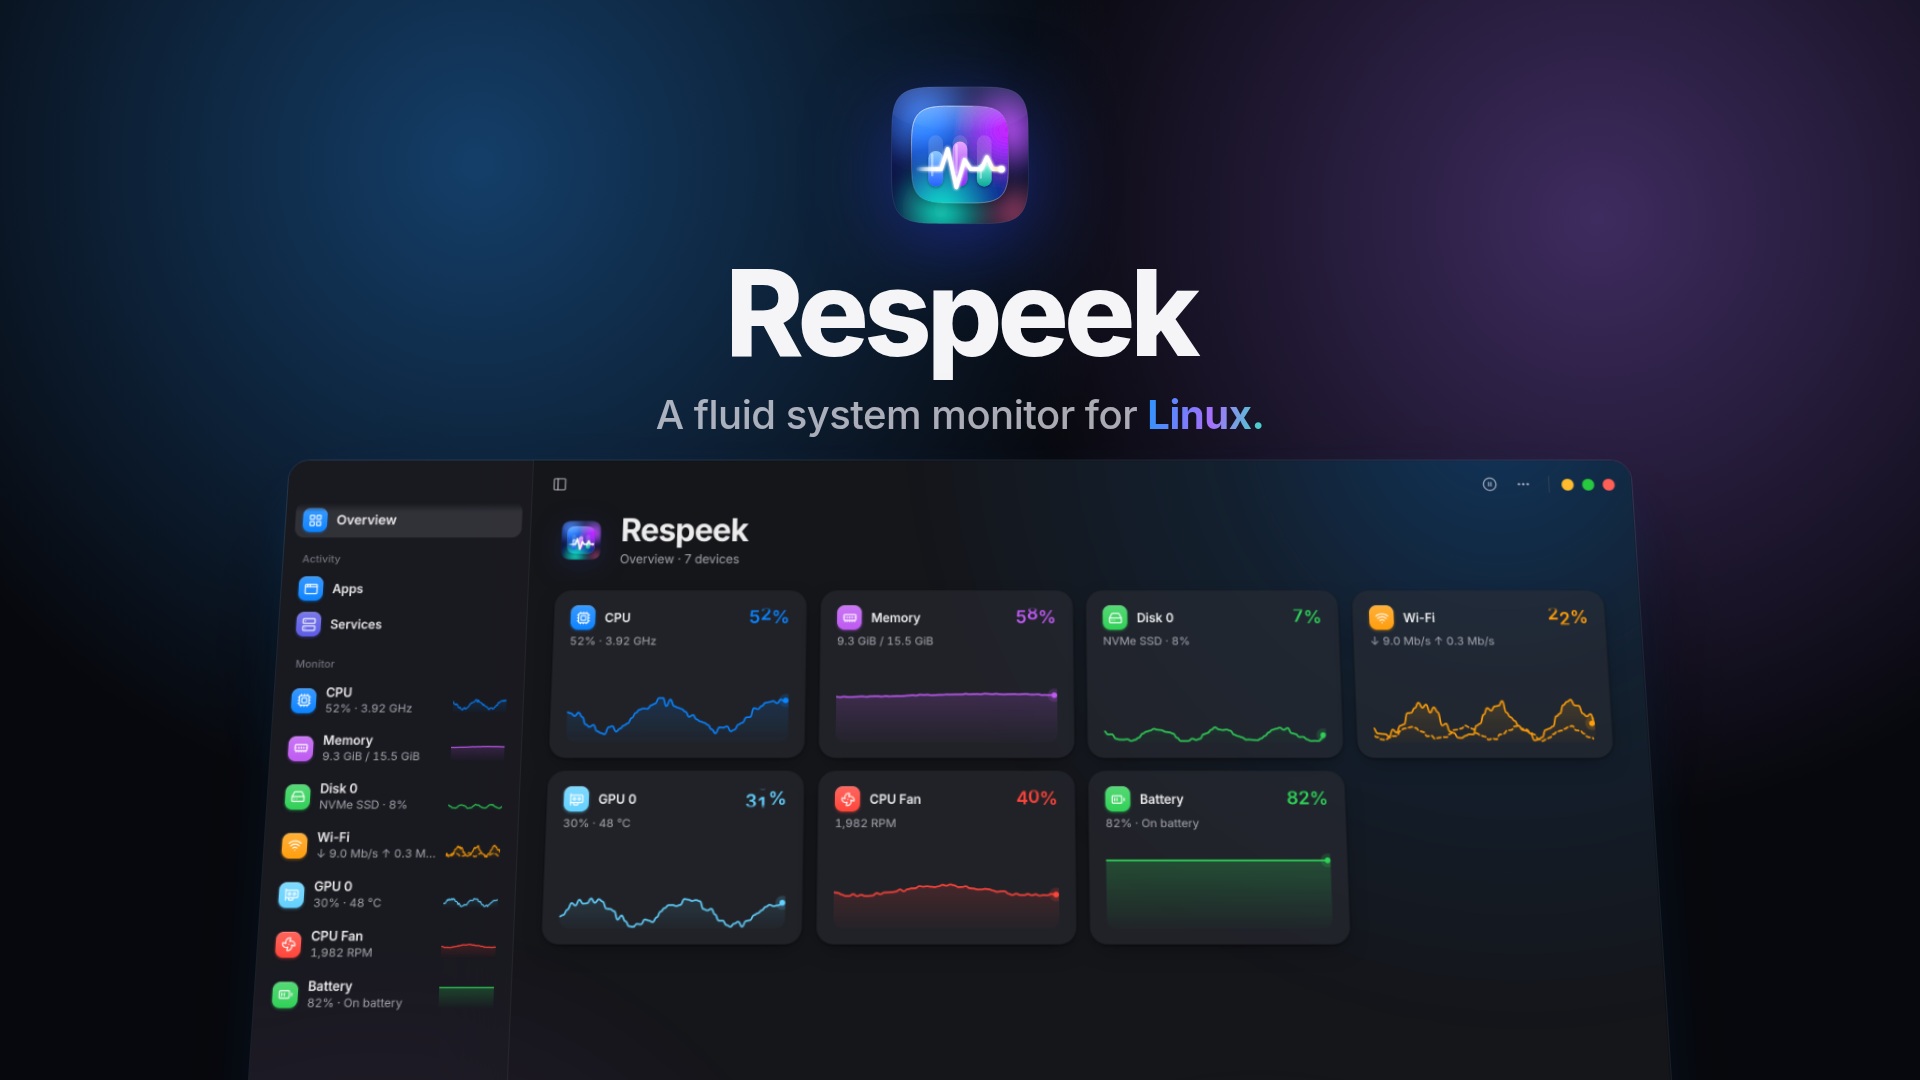 Respeek
A fluid system monitor for Linux.
Overview
Activity
Apps
Services
Monitor
CPU
52% · 3.92 GHz
Memory
9.3 GiB / 15.5 GiB
Disk 0
NVMe SSD · 8%
Wi-Fi
↓ 9.0 Mb/s ↑ 0.3 M...
GPU 0
30% · 48 °C
CPU Fan
1,982 RPM
Battery
82% · On battery
Respeek
Overview · 7 devices
CPU 52%
52% · 3.92 GHz
Memory 58%
9.3 GiB / 15.5 GiB
Disk 0 7%
NVMe SSD · 8%
Wi-Fi 22%
↓ 9.0 Mb/s ↑ 0.3 Mb/s
GPU 0 31%
30% · 48 °C
CPU Fan 40%
1,982 RPM
Battery 82%
82% · On battery